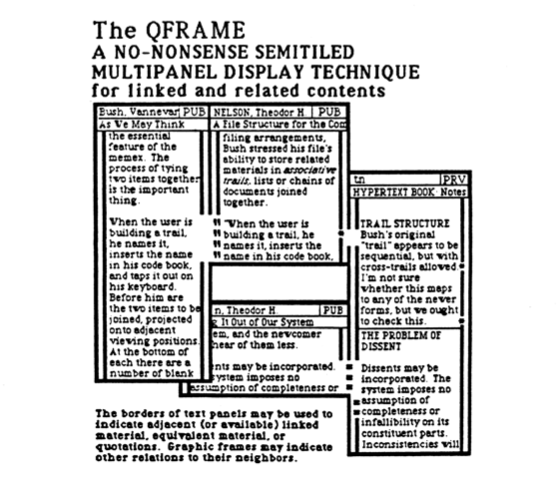 The QFRAME
A NO-NONSENSE SEMITILED
MULTIPANEL DISPLAY TECHNIQUE
for linked and related contents
Bush, Vannevar PUB
As We May Think
the essential
feature of the
memex. The
process of tying
two items together
is the important
thing.
When the user is
building a trail,
he names it,
inserts the name
in his code book,
and taps it out on
his keyboard.
Before him are
the two items to be
joined, projected
onto adjacent
viewing positions.
At the bottom of
each there are a
number of blank
NELSON, Theodor H PUB
A File Structure for the Com
filing arrangements,
Bush stressed his file's
ability to store related
materials in associative
trails, lists or chains of
documents joined
together.
"When the user is
building a trail, he
names it, inserts the
name in his code book,
n, Theodor H PUB
g It Out of Our System
em, and the newcomer
hear of them less.
ents may be incorporated.
system imposes no
assumption of completeness or
tn PRV
HYPERTEXT BOOK Notes
TRAIL STRUCTURE
Bush's original
"trail" appears to be
sequential, but with
cross-trails allowed.
I'm not sure
whether this maps
to any of the newer
forms, but we ought
to check this.
THE PROBLEM OF
DISSENT
Dissents may be
incorporated. The
system imposes no
assumption of
completeness or
infallibility on its
constituent parts.
Inconsistencies will
The borders of text panels may be used to
indicate adjacent (or available) linked
material, equivalent material, or
quotations. Graphic frames may indicate
other relations to their neighbors.